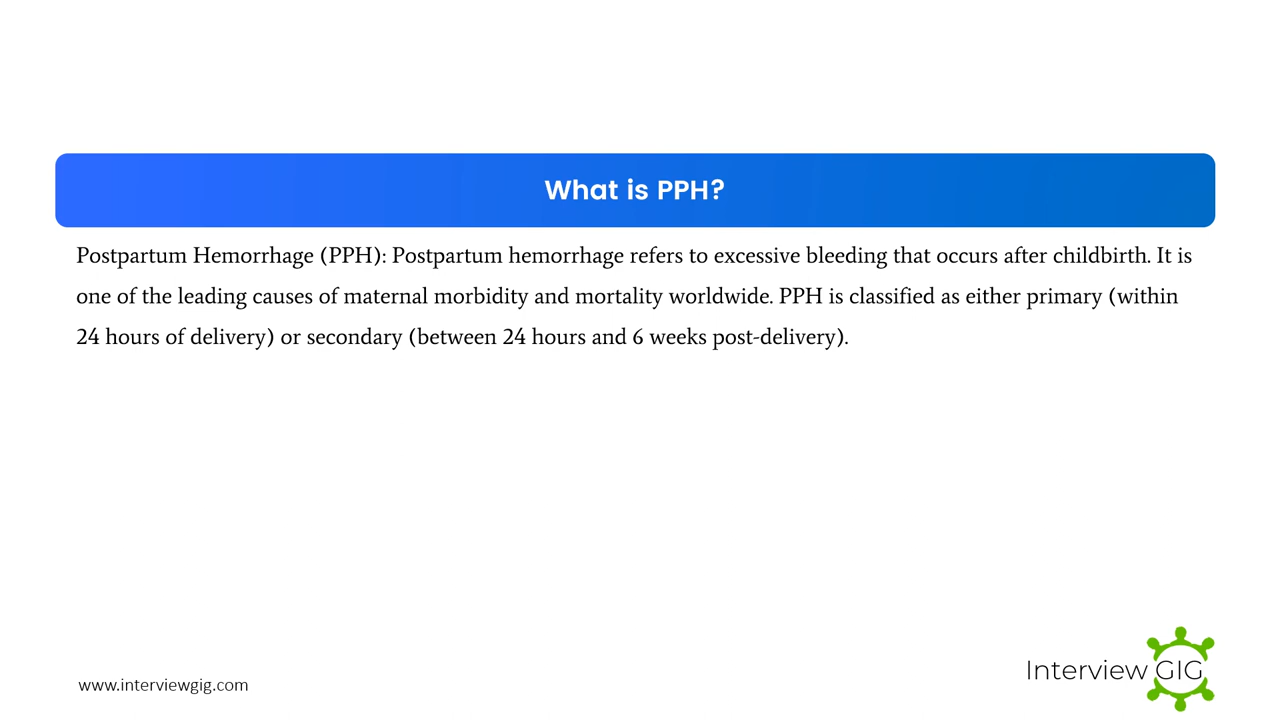 What is PPH?
Postpartum Hemorrhage (PPH): Postpartum hemorrhage refers to excessive bleeding that occurs after childbirth. It is
one of the leading causes of maternal morbidity and mortality worldwide. PPH is classified as either primary (within
24 hours of delivery) or secondary (between 24 hours and 6 weeks post-delivery).
www.interviewgig.com
Interview GIG